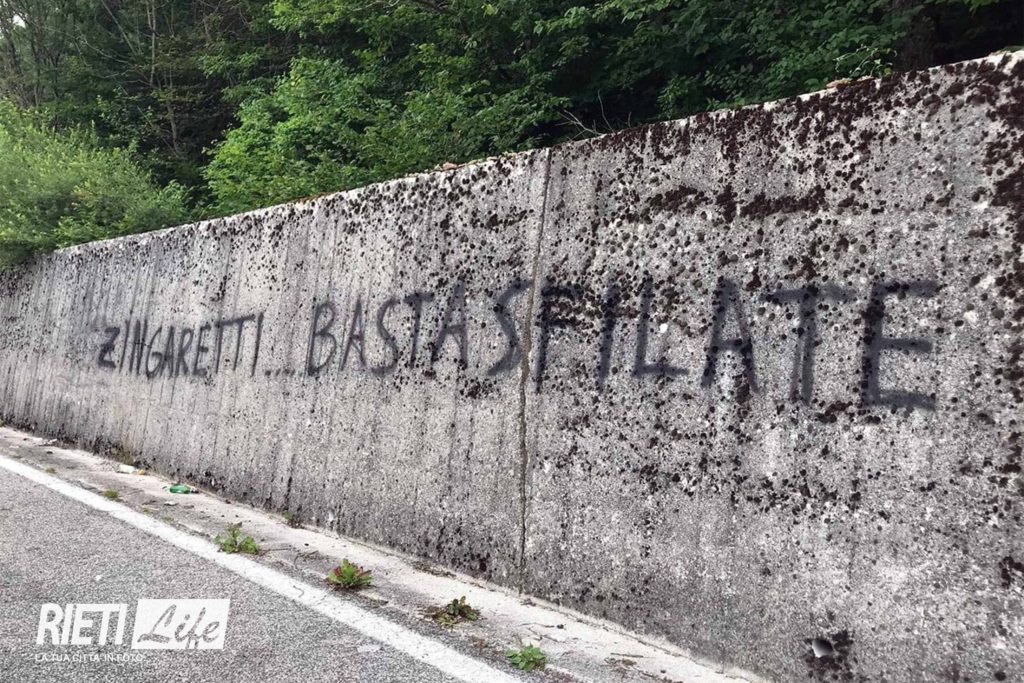 ZINGARETTI... BASTA SFILATE
RIETI Life
LA TUA CITTÀ IN FOTO